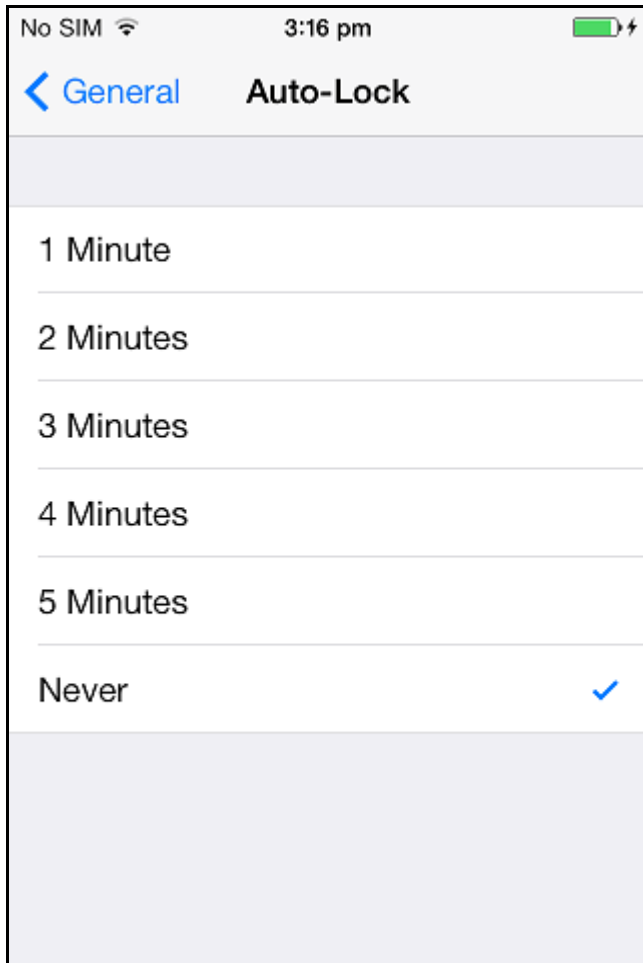 No SIM 3:16 pm
General Auto-Lock
1 Minute
2 Minutes
3 Minutes
4 Minutes
5 Minutes
Never